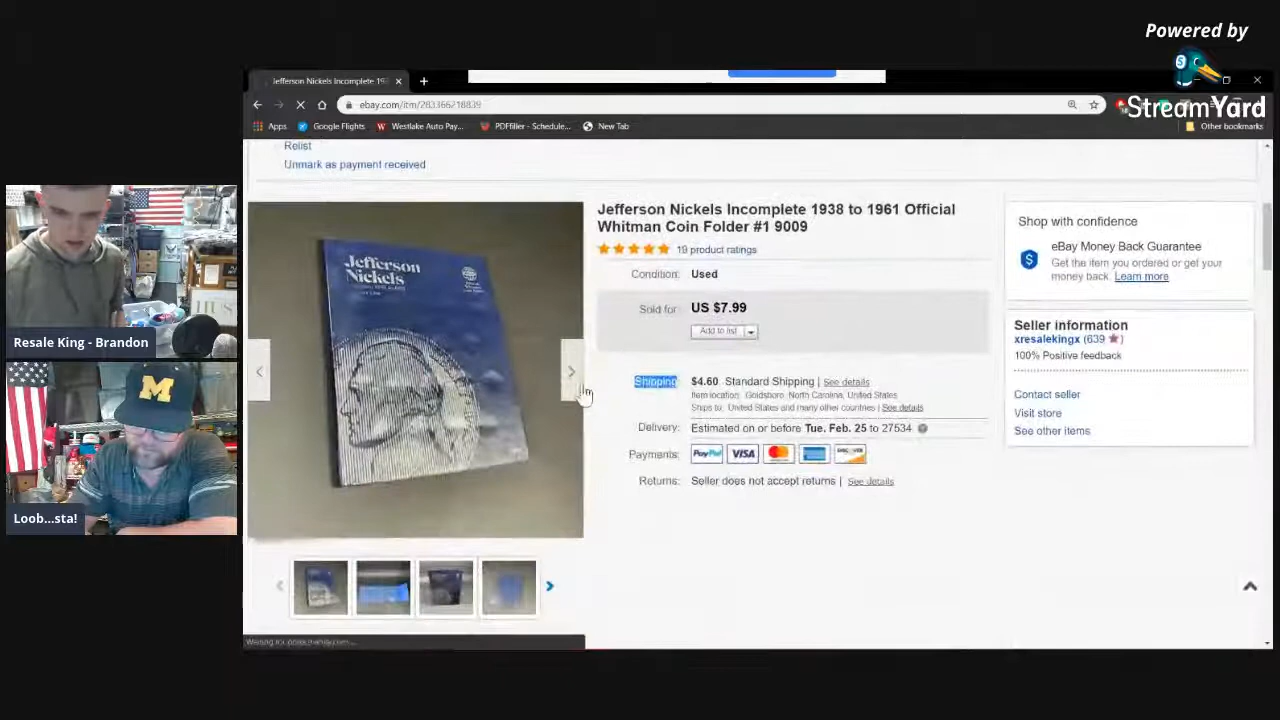 Powered by
StreamYard
Jefferson Nickels Incomplete 19
ebay.com/itm/283366218839
Apps
Google Flights
Westlake Auto Pay...
PDFfiller - Schedule...
New Tab
Other bookmarks
Relist
Unmark as payment received
Jefferson
Nickels
Jefferson Nickels Incomplete 1938 to 1961 Official
Whitman Coin Folder #1 9009
19 product ratings
Condition: Used
Sold for: US $7.99
Add to list
Shipping $4.60 Standard Shipping | See details
Item location: Goldsboro, North Carolina, United States
Ships to: United States and many other countries | See details
Delivery: Estimated on or before Tue. Feb. 25 to 27534
Payments: PayPal VISA
Returns: Seller does not accept returns | See details
Shop with confidence
eBay Money Back Guarantee
Get the item you ordered or get your
money back. Learn more
Seller information
xresalekingx (639)
100% Positive feedback
Contact seller
Visit store
See other items
Resale King - Brandon
M
Loob...sta!